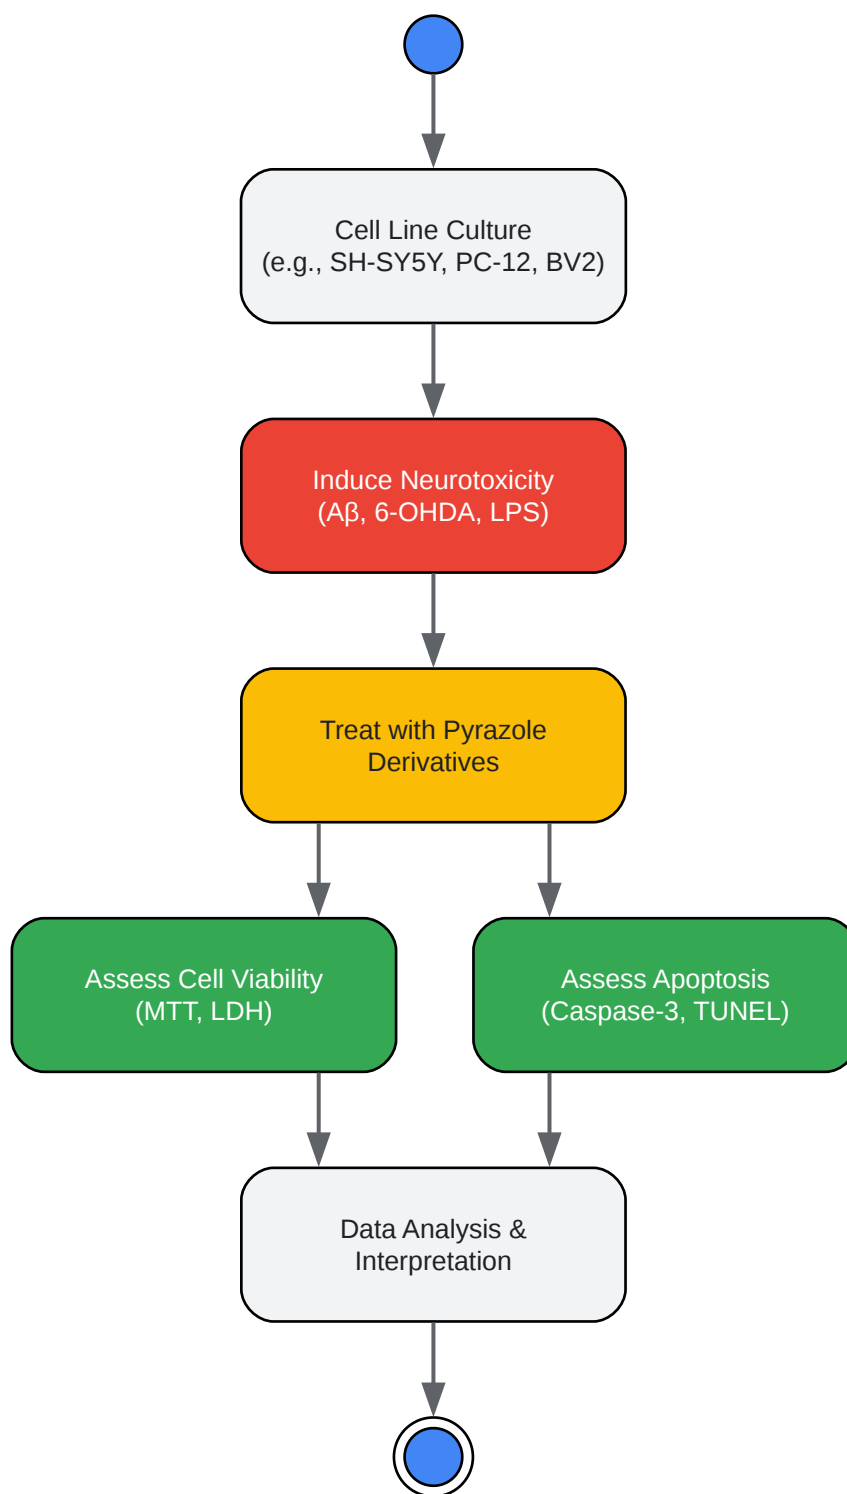 Cell Line Culture
(e.g., SH-SY5Y, PC-12, BV2)
Induce Neurotoxicity
(Aβ, 6-OHDA, LPS)
Treat with Pyrazole
Derivatives
Assess Cell Viability
(MTT, LDH)
Assess Apoptosis
(Caspase-3, TUNEL)
Data Analysis &
Interpretation